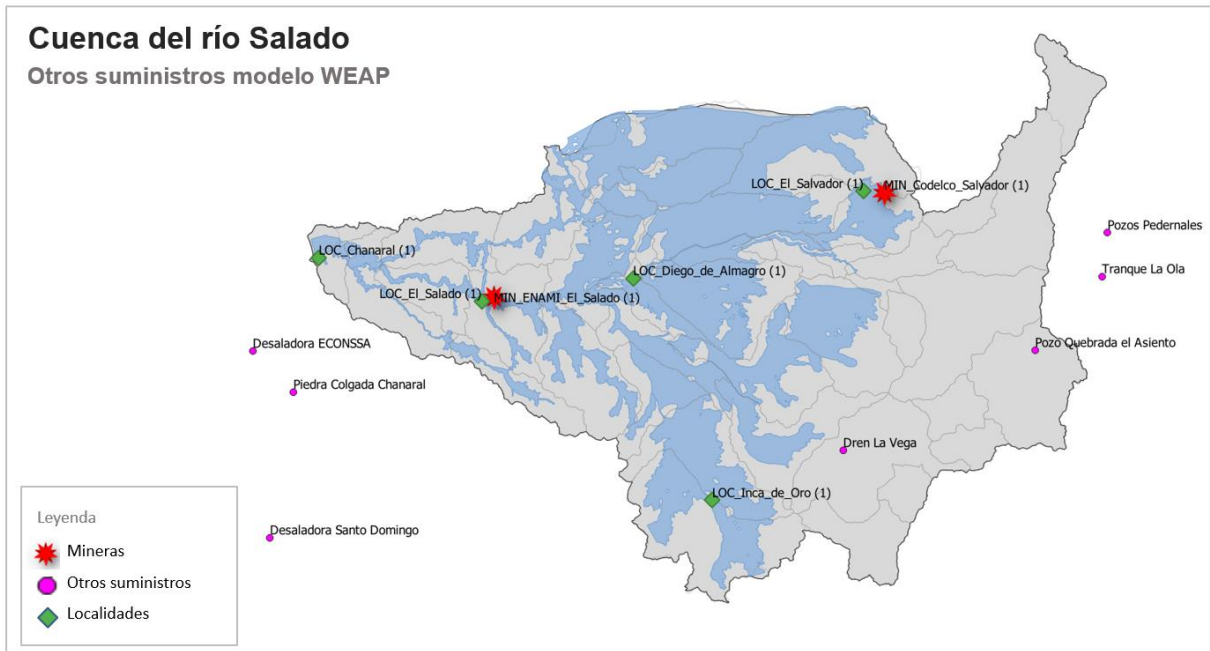 Cuenca del río Salado
Otros suministros modelo WEAP
LOC_El_Salvador (1)
MIN_Codelco_Salvador (1)
Pozos Pedernales
LOC_Chanaral (1)
Tranque La Ola
LOC_Diego_de_Almagro (1)
LOC_El_Salado (1)
MIN_ENAMI_El_Salado (1)
Desaladora ECONSSA
Pozo Quebrada el Asiento
Piedra Colgada Chanaral
Dren La Vega
LOC_Inca_de_Oro (1)
Desaladora Santo Domingo
Leyenda
Mineras
Otros suministros
Localidades